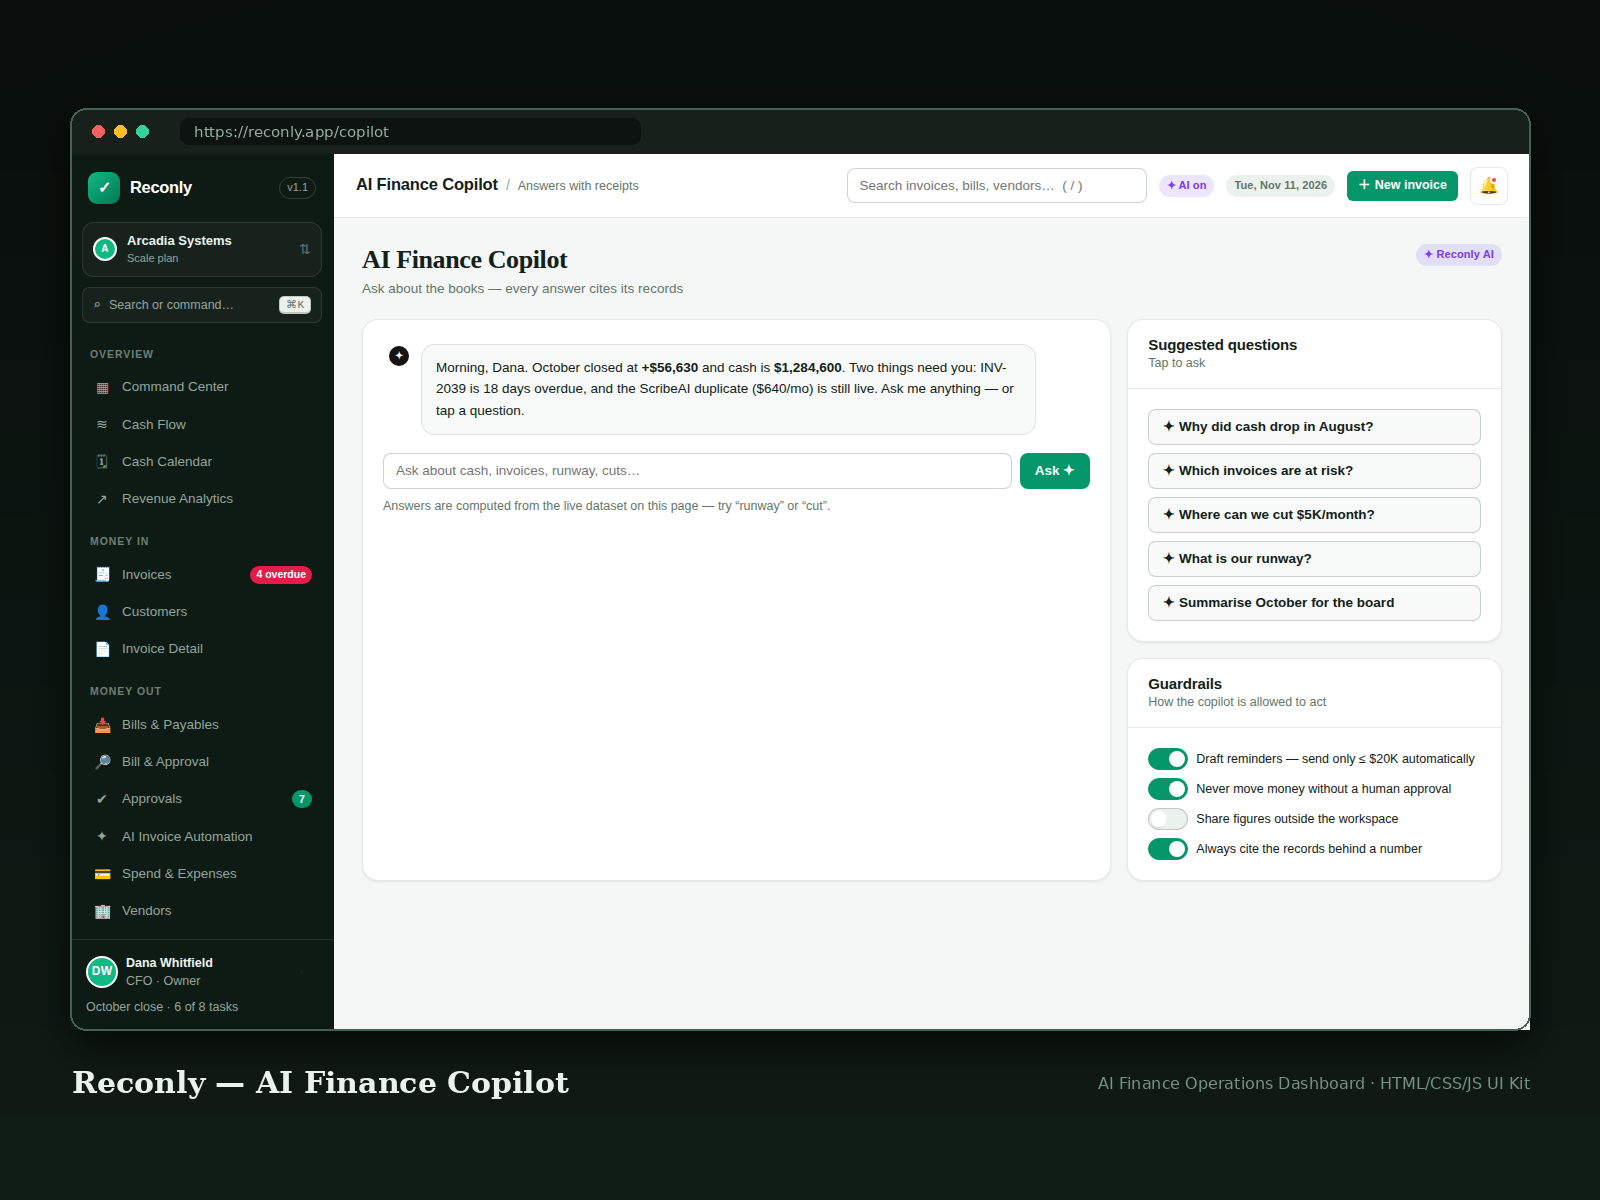 https://reconly.app/copilot
✓ Reconly v1.1
A Arcadia Systems
Scale plan
Search or command… ⌘K
OVERVIEW
Command Center
Cash Flow
Cash Calendar
Revenue Analytics
MONEY IN
Invoices 4 overdue
Customers
Invoice Detail
MONEY OUT
Bills & Payables
Bill & Approval
Approvals 7
AI Invoice Automation
Spend & Expenses
Vendors
DW Dana Whitfield
CFO · Owner
October close · 6 of 8 tasks
AI Finance Copilot / Answers with receipts
Search invoices, bills, vendors… ( / )
✦ AI on
Tue, Nov 11, 2026
+ New invoice
AI Finance Copilot
Ask about the books — every answer cites its records
✦ Reconly AI
Morning, Dana. October closed at +$56,630 and cash is $1,284,600. Two things need you: INV-
2039 is 18 days overdue, and the ScribeAI duplicate ($640/mo) is still live. Ask me anything — or
tap a question.
Ask about cash, invoices, runway, cuts…
Ask ✦
Answers are computed from the live dataset on this page — try “runway” or “cut”.
Suggested questions
Tap to ask
✦ Why did cash drop in August?
✦ Which invoices are at risk?
✦ Where can we cut $5K/month?
✦ What is our runway?
✦ Summarise October for the board
Guardrails
How the copilot is allowed to act
Draft reminders — send only ≤ $20K automatically
Never move money without a human approval
Share figures outside the workspace
Always cite the records behind a number
Reconly — AI Finance Copilot
AI Finance Operations Dashboard · HTML/CSS/JS UI Kit